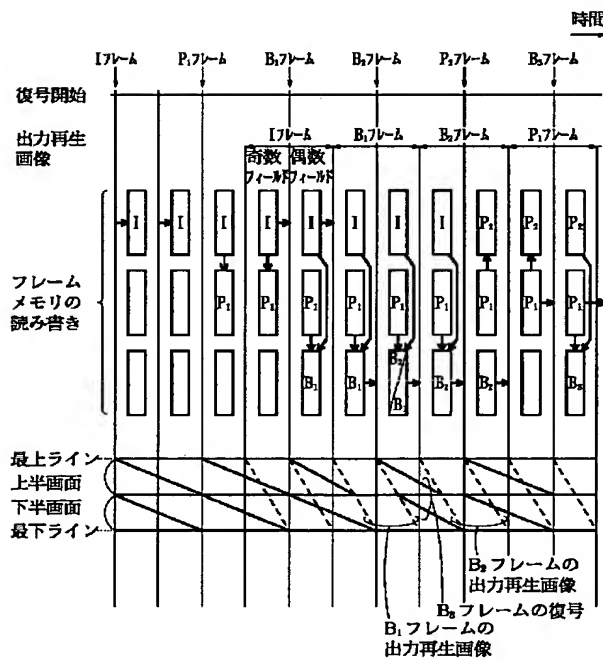 時間
Iフレーム P₁フレーム B₁フレーム B₂フレーム P₂フレーム B₃フレーム
復号開始
出力再生画像
Iフレーム B₁フレーム B₂フレーム P₁フレーム
奇数フィールド 偶数フィールド
I I I I I I I I P₂ P₂ P₂
フレームメモリの読み書き
P₁ P₁ P₁ P₁ P₁ P₁ P₁ P₁ P₁
B₁ B₁ B₂ B₁ B₂ B₂ B₃
最上ライン
上半画面
下半画面
最下ライン
B₂フレームの出力再生画像
B₃フレームの復号
B₁フレームの出力再生画像